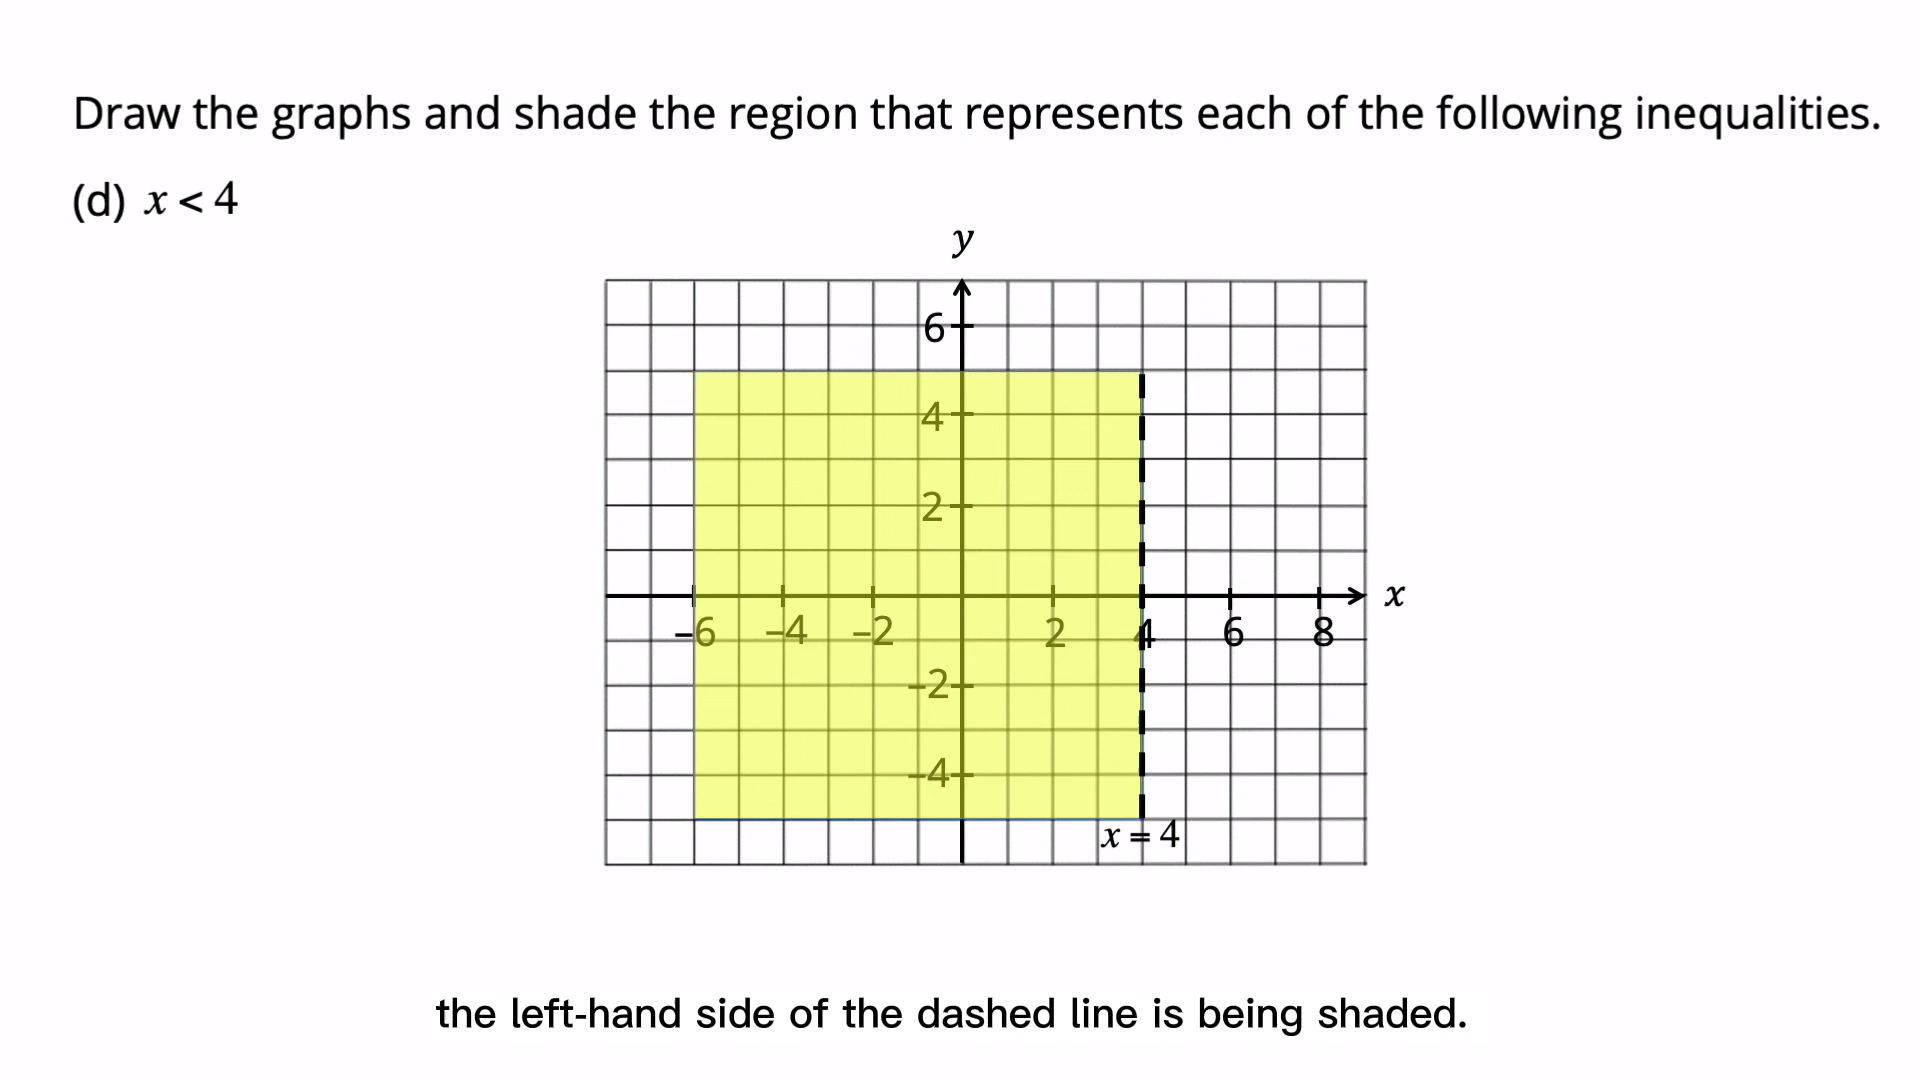 Draw the graphs and shade the region that represents each of the following inequalities.
(d) x < 4
y
6
4
2
x
–6 –4 –2 2 4 6 8
–2
–4
x = 4
the left-hand side of the dashed line is being shaded.